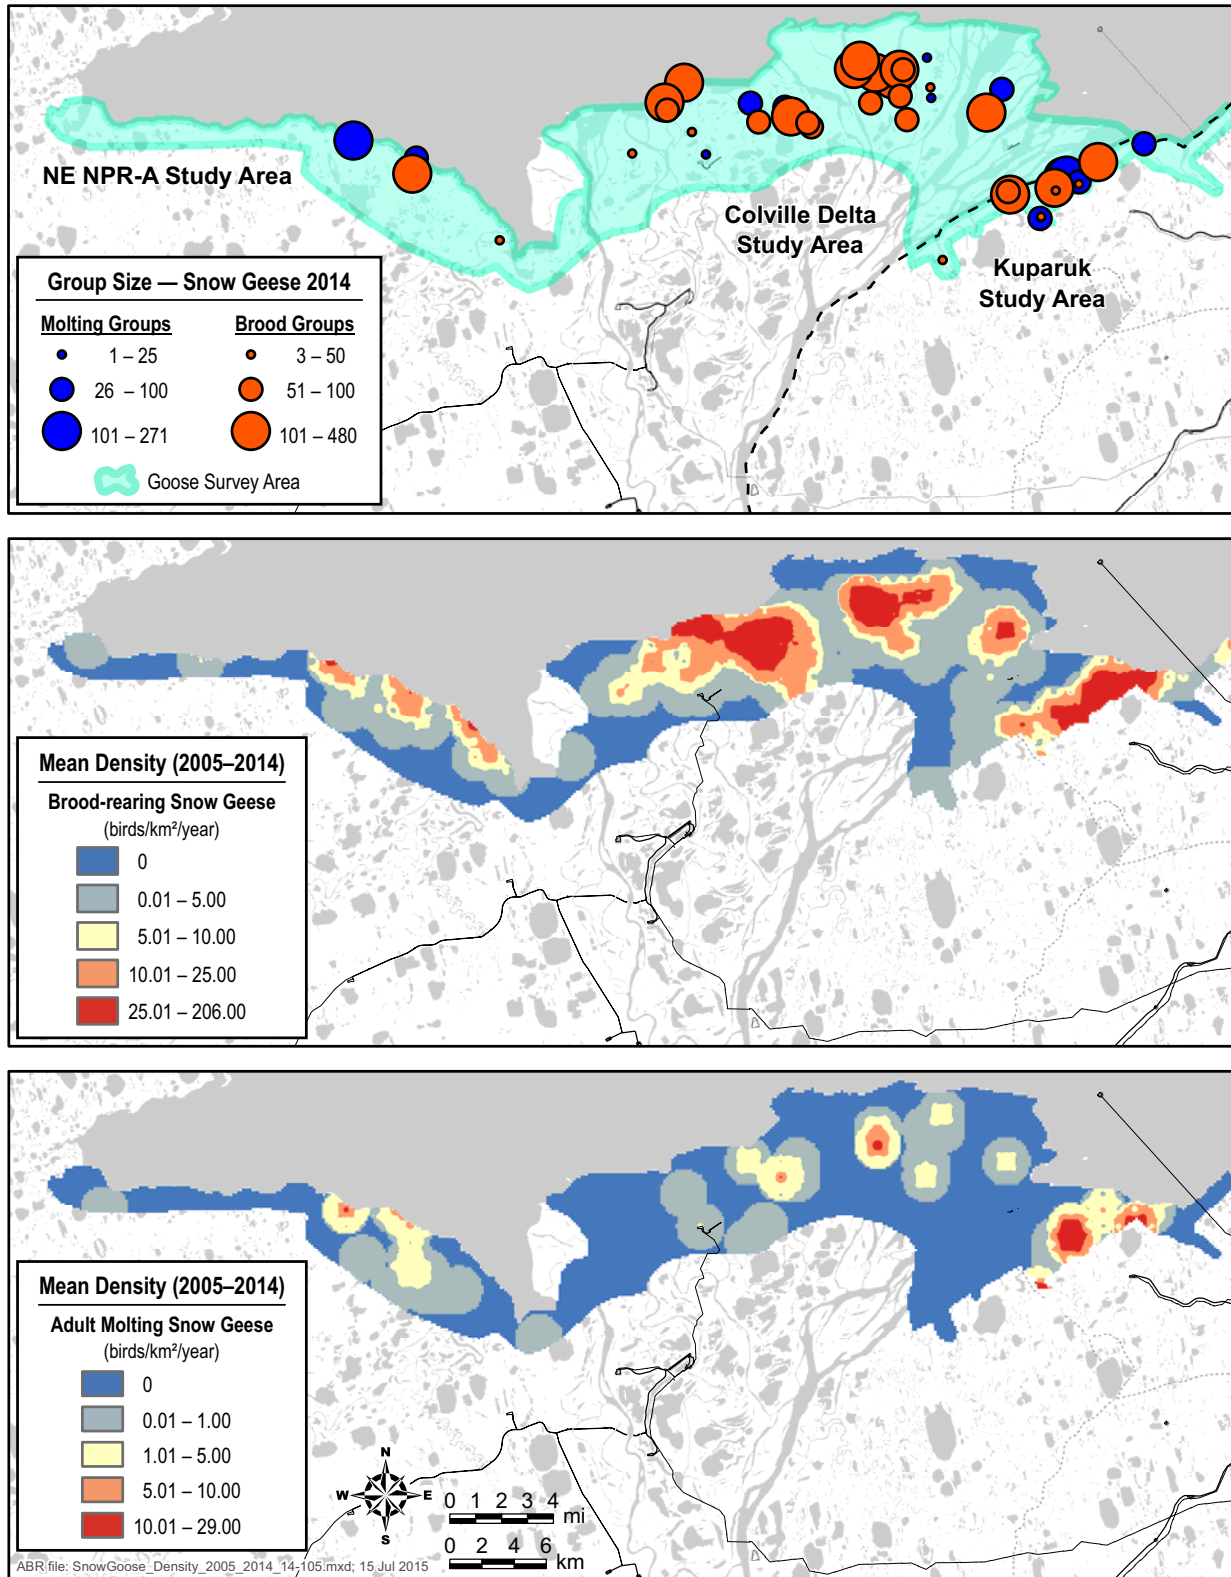 NE NPR-A Study Area
Colville Delta
Study Area
Kuparuk
Study Area
Group Size — Snow Geese 2014
Molting Groups Brood Groups
1 – 25 3 – 50
26 – 100 51 – 100
101 – 271 101 – 480
Goose Survey Area
Mean Density (2005–2014)
Brood-rearing Snow Geese
(birds/km²/year)
0
0.01 – 5.00
5.01 – 10.00
10.01 – 25.00
25.01 – 206.00
Mean Density (2005–2014)
Adult Molting Snow Geese
(birds/km²/year)
0
0.01 – 1.00
1.01 – 5.00
5.01 – 10.00
10.01 – 29.00
N
W E
S
0 1 2 3 4
mi
0 2 4 6
km
ABR file: SnowGoose_Density_2005_2014_14-105.mxd; 15 Jul 2015